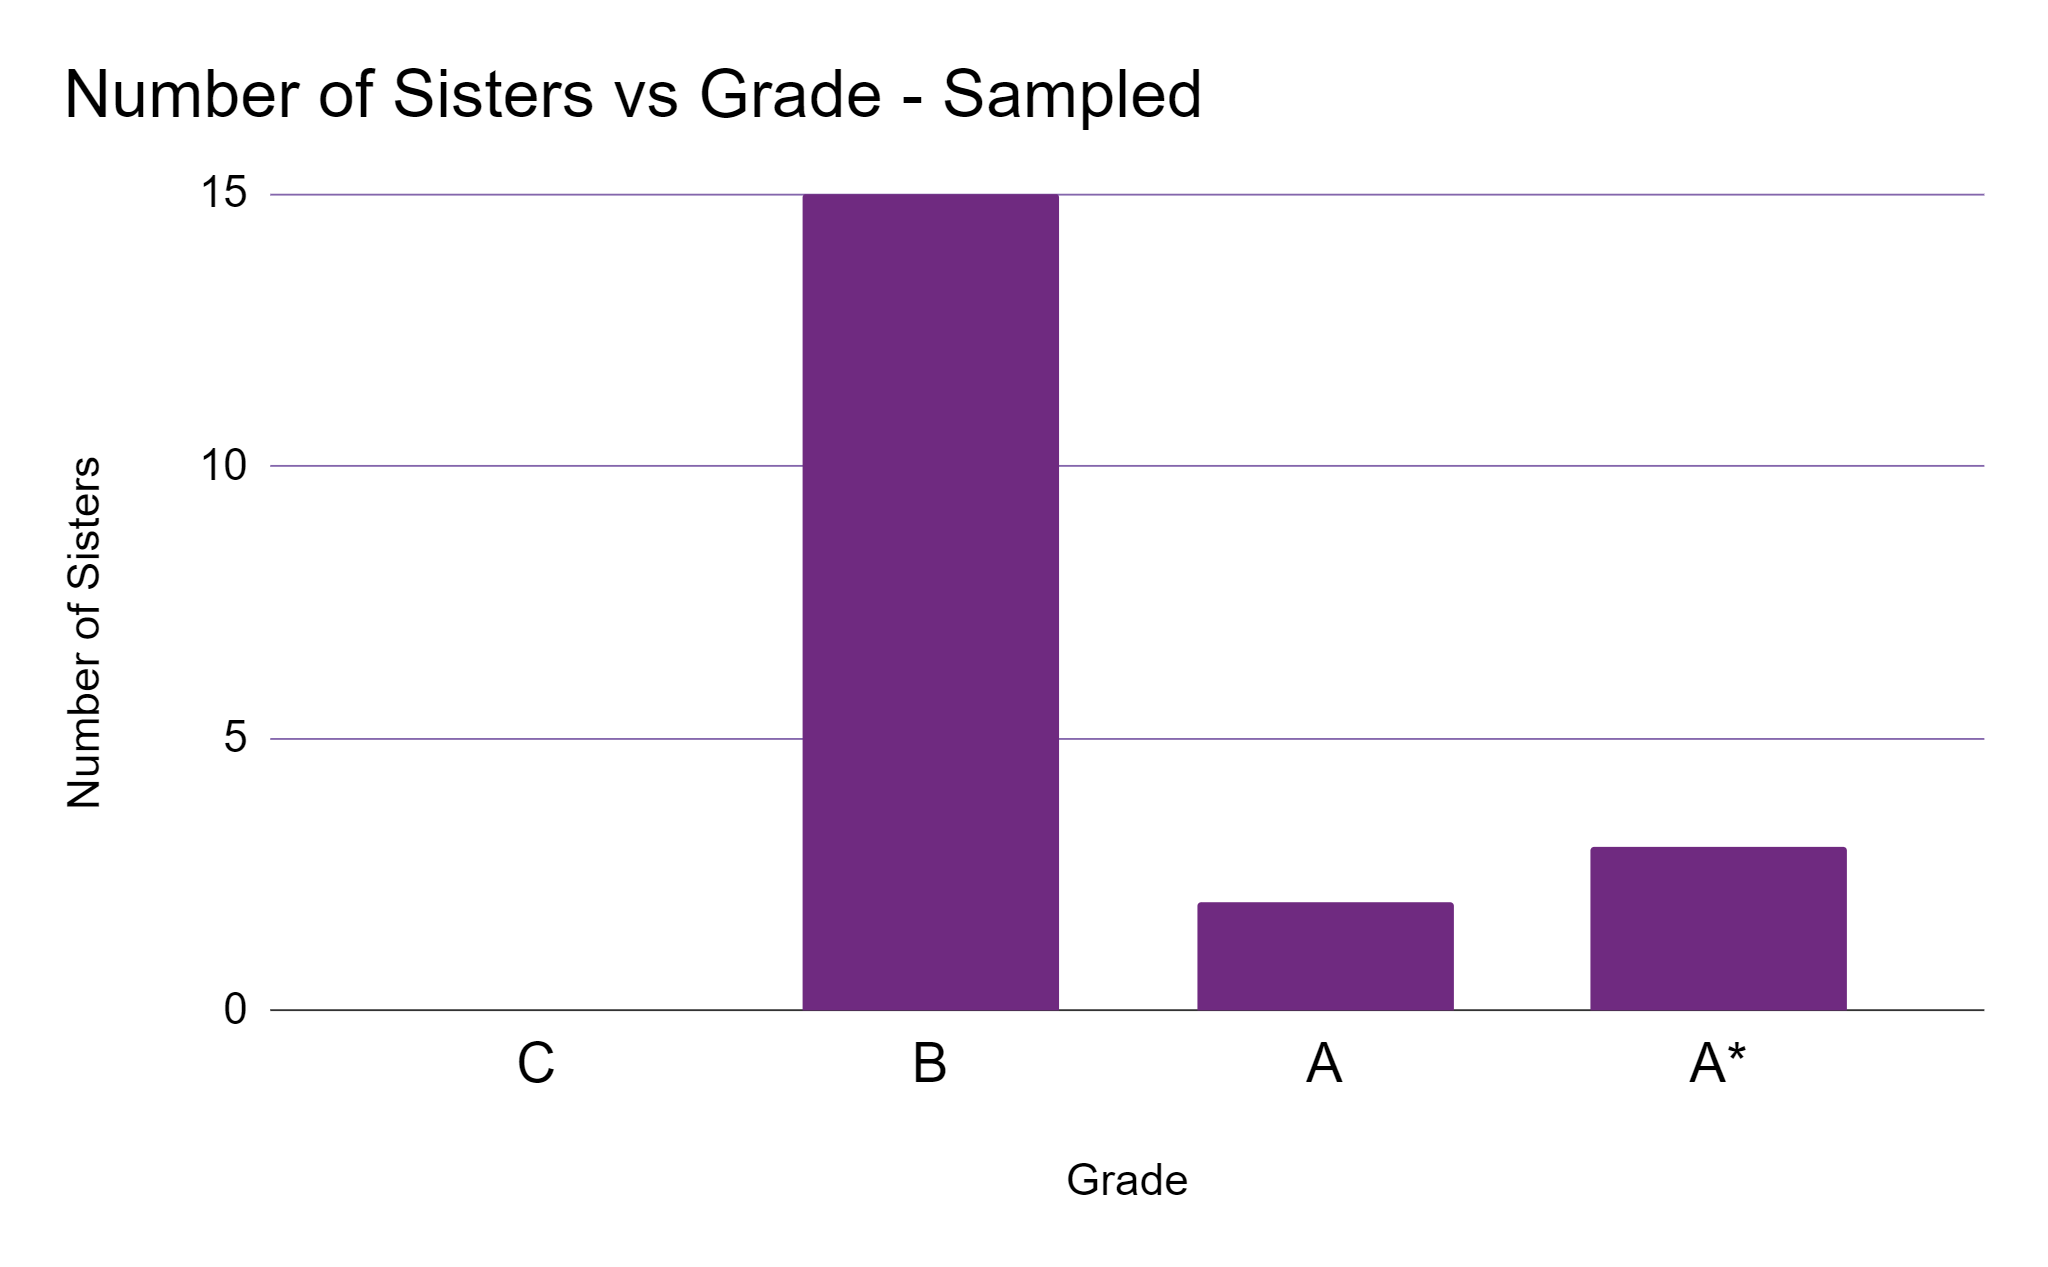 Number of Sisters vs Grade - Sampled
Number of Sisters
15
10
5
0
C
B
A
A*
Grade